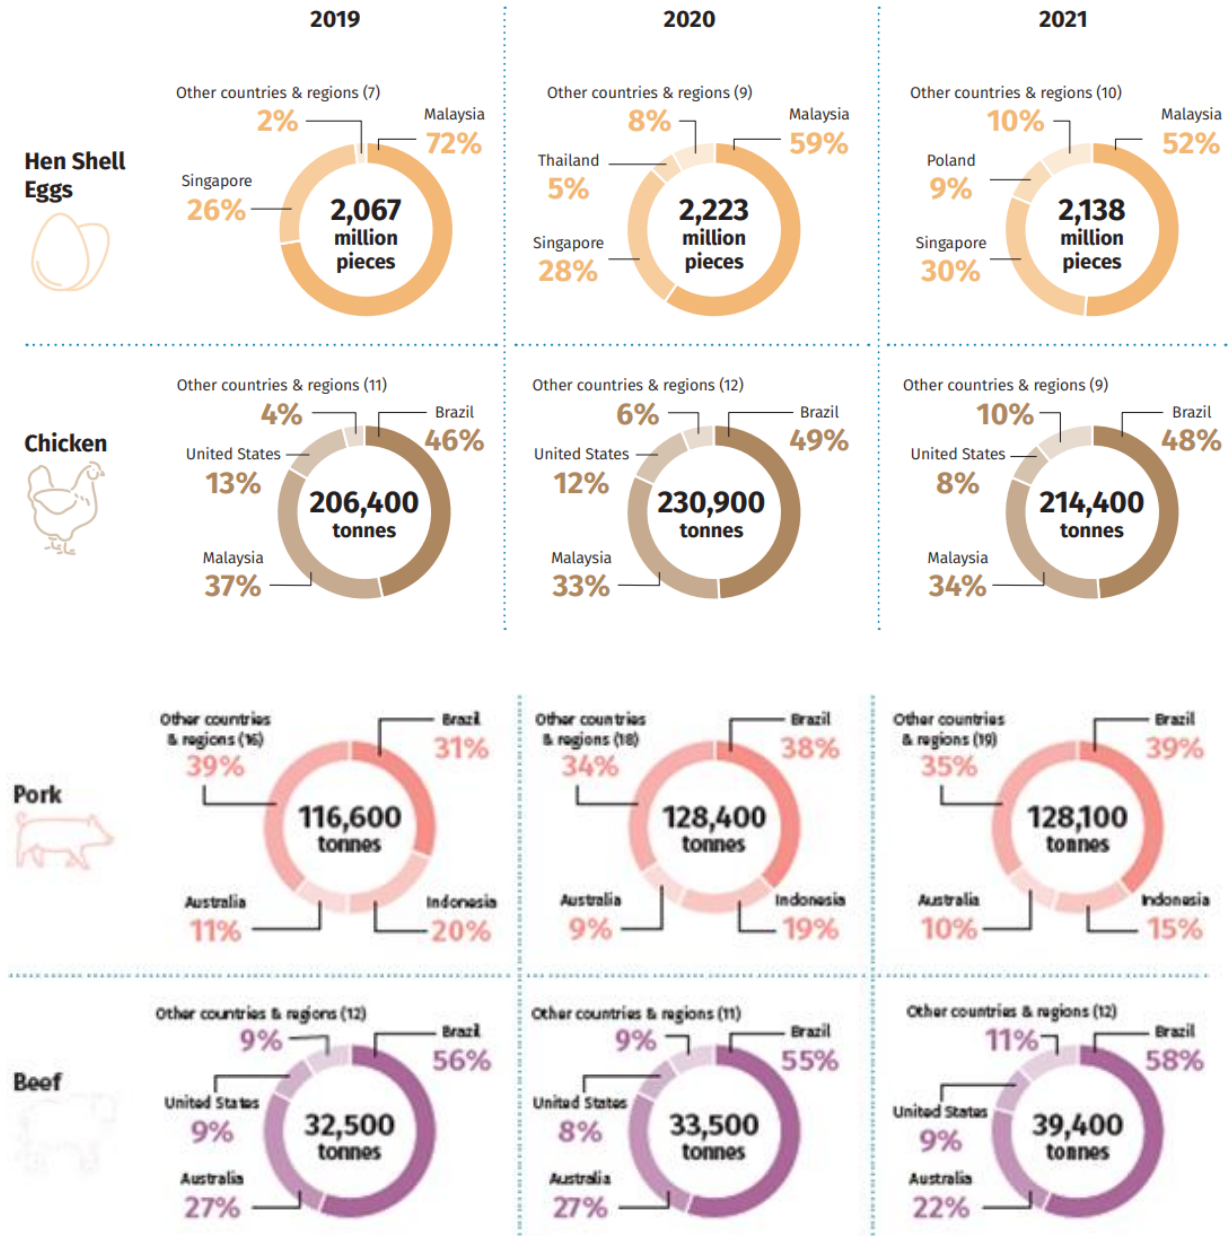 2019
2020
2021
Hen Shell
Eggs
Other countries & regions (7)
2%
Malaysia
72%
Singapore
26%
2,067
million
pieces
Other countries & regions (9)
8%
Malaysia
59%
Thailand
5%
Singapore
28%
2,223
million
pieces
Other countries & regions (10)
10%
Malaysia
52%
Poland
9%
Singapore
30%
2,138
million
pieces
Chicken
Other countries & regions (11)
4%
Brazil
46%
United States
13%
206,400
tonnes
Malaysia
37%
Other countries & regions (12)
6%
Brazil
49%
United States
12%
230,900
tonnes
Malaysia
33%
Other countries & regions (9)
10%
Brazil
48%
United States
8%
214,400
tonnes
Malaysia
34%
Pork
Other countries
& regions (16)
39%
Brazil
31%
116,600
tonnes
Australia
11%
Indonesia
20%
Other countries
& regions (18)
34%
Brazil
38%
128,400
tonnes
Australia
9%
Indonesia
19%
Other countries
& regions (19)
35%
Brazil
39%
128,100
tonnes
Australia
10%
Indonesia
15%
Beef
Other countries & regions (12)
9%
Brazil
56%
United States
9%
32,500
tonnes
Australia
27%
Other countries & regions (11)
9%
Brazil
55%
United States
8%
33,500
tonnes
Australia
27%
Other countries & regions (12)
11%
Brazil
58%
United States
9%
39,400
tonnes
Australia
22%